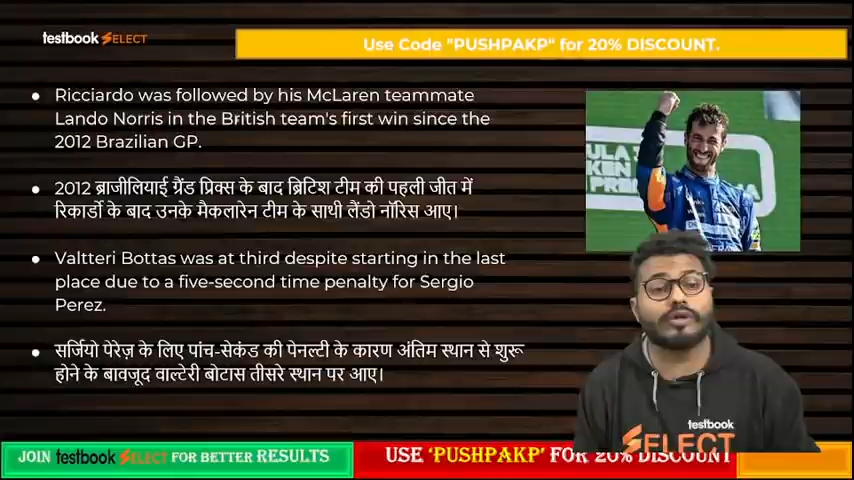 testbook SELECT
Use Code "PUSHPAKP" for 20% DISCOUNT.
Ricciardo was followed by his McLaren teammate
Lando Norris in the British team's first win since the
2012 Brazilian GP.
2012 ब्राजीलियाई ग्रैंड प्रिक्स के बाद ब्रिटिश टीम की पहली जीत में
रिकार्डो के बाद उनके मैकलारेन टीम के साथी लैंडो नॉरिस आए।
Valtteri Bottas was at third despite starting in the last
place due to a five-second time penalty for Sergio
Perez.
सर्जियो पेरेज़ के लिए पांच-सेकंड की पेनल्टी के कारण अंतिम स्थान से शुरू
होने के बावजूद वाल्टेरी बोटास तीसरे स्थान पर आए।
testbook
SELECT
JOIN testbook SELECT FOR BETTER RESULTS
USE 'PUSHPAKP' FOR 20% DISCOUNT